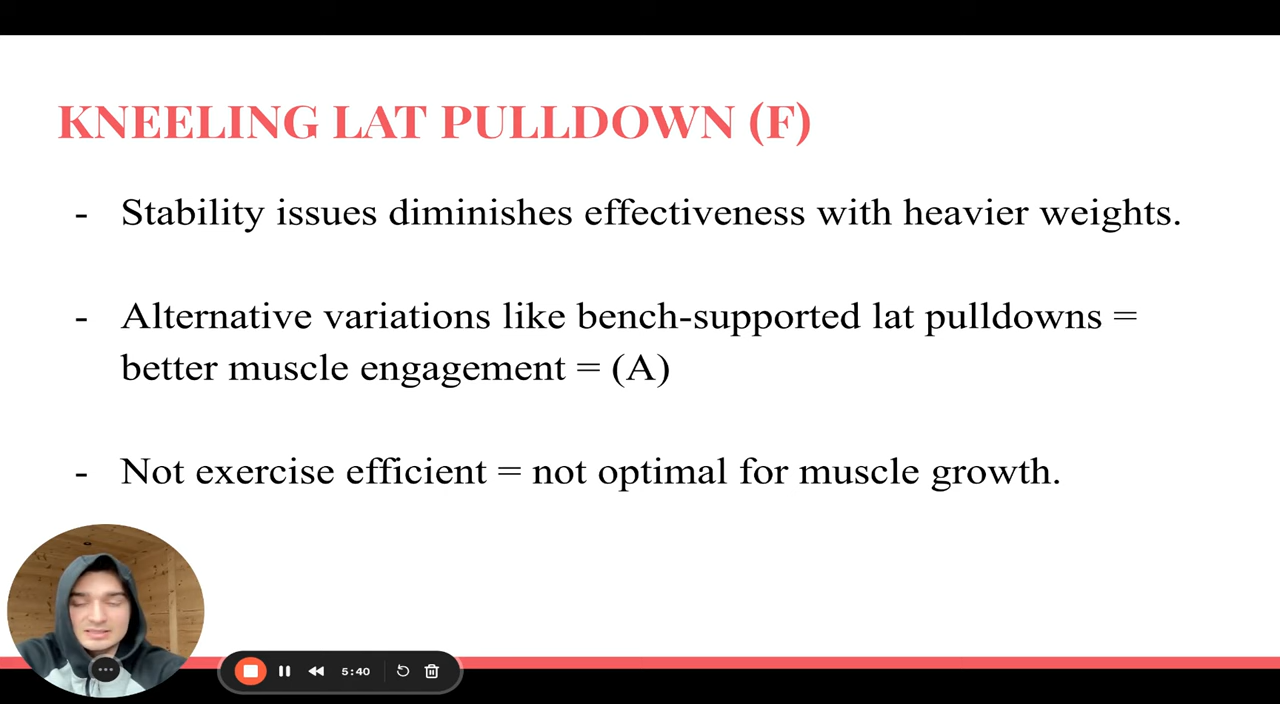 KNEELING LAT PULLDOWN (F)
- Stability issues diminishes effectiveness with heavier weights.
- Alternative variations like bench-supported lat pulldowns =
better muscle engagement = (A)
- Not exercise efficient = not optimal for muscle growth.
5:40